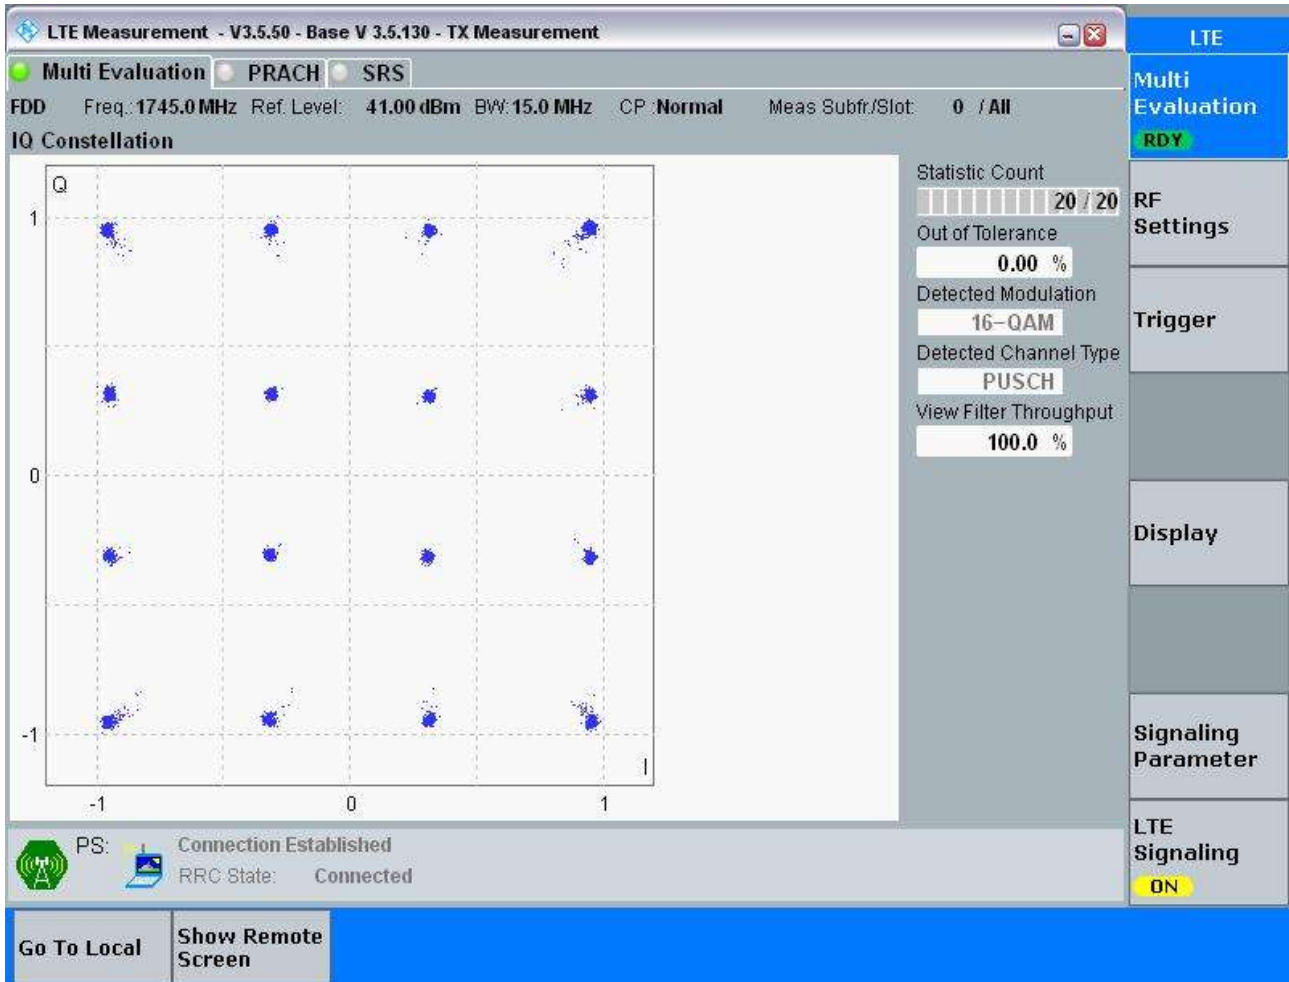 LTE Measurement - V3.5.50 - Base V 3.5.130 - TX Measurement
LTE
Multi Evaluation PRACH SRS
Multi
Evaluation
RDY
FDD Freq.:1745.0 MHz Ref. Level: 41.00 dBm BW:15.0 MHz CP :Normal Meas Subfr./Slot: 0 / All
IQ Constellation
Q
1
0
-1
I
-1 0 1
Statistic Count
20 / 20
Out of Tolerance
0.00 %
Detected Modulation
16-QAM
Detected Channel Type
PUSCH
View Filter Throughput
100.0 %
RF
Settings
Trigger
Display
Signaling
Parameter
LTE
Signaling
ON
PS: Connection Established
RRC State: Connected
Go To Local
Show Remote
Screen